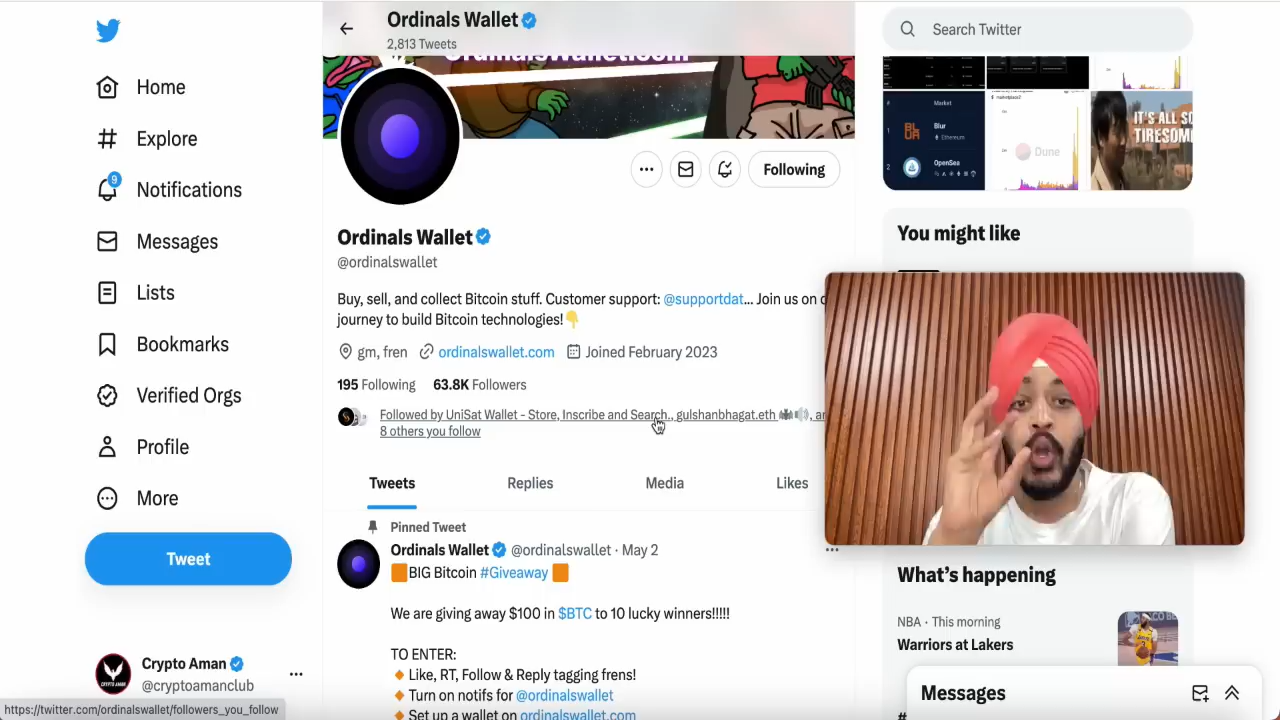 Home
Explore
9
Notifications
Messages
Lists
Bookmarks
Verified Orgs
Profile
More
Tweet
Crypto Aman
@cryptoamanclub
https://twitter.com/ordinalswallet/followers_you_follow
Ordinals Wallet
2,813 Tweets
OrdinalsWallet.com
Following
Ordinals Wallet
@ordinalswallet
Buy, sell, and collect Bitcoin stuff. Customer support: @supportdat... Join us on
journey to build Bitcoin technologies!
gm, fren ordinalswallet.com Joined February 2023
195 Following 63.8K Followers
Followed by UniSat Wallet - Store, Inscribe and Search., gulshanbhagat.eth
8 others you follow
Tweets Replies Media Likes
Pinned Tweet
Ordinals Wallet @ordinalswallet · May 2
BIG Bitcoin #Giveaway
We are giving away $100 in $BTC to 10 lucky winners!!!!!
TO ENTER:
Like, RT, Follow & Reply tagging frens!
Turn on notifs for @ordinalswallet
Set up a wallet on ordinalswallet.com
Search Twitter
Market
1 Blur
Ethereum
2 OpenSea
Dune
IT'S ALL SO
TIRESOME
You might like
What's happening
NBA · This morning
Warriors at Lakers
Messages
#